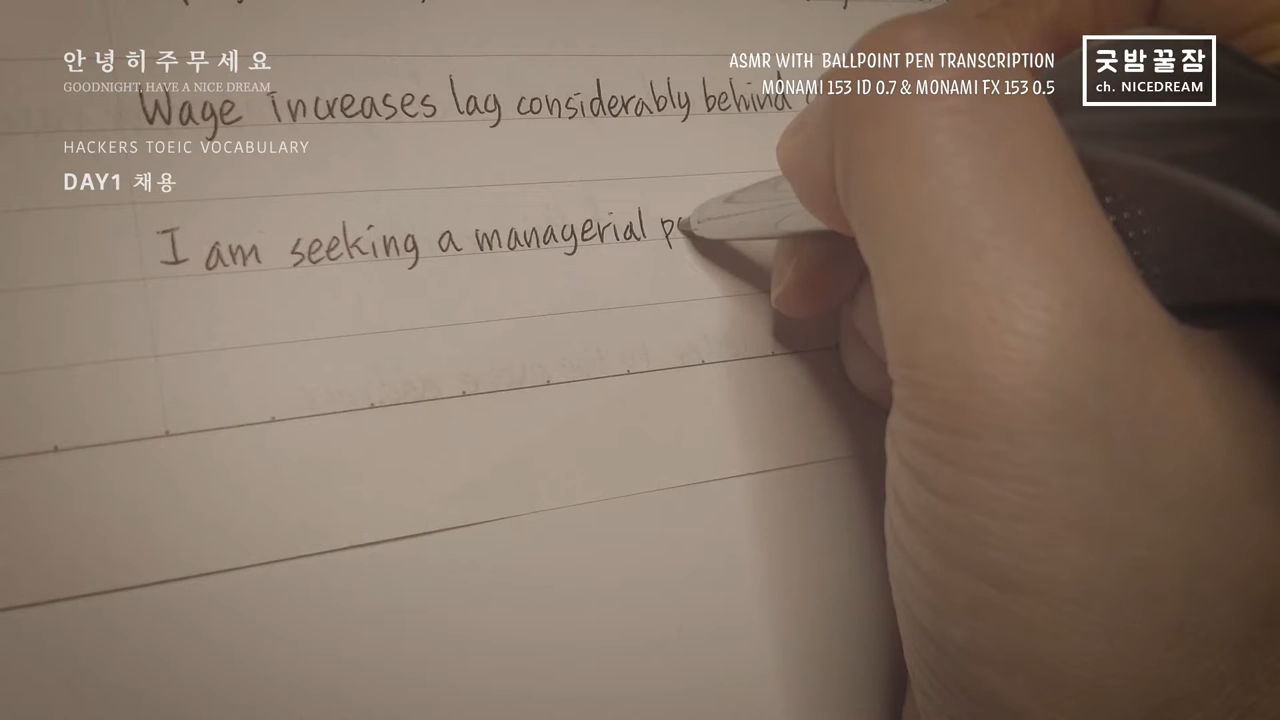 안녕히주무세요
GOODNIGHT, HAVE A NICE DREAM
HACKERS TOEIC VOCABULARY
DAY1 채용
ASMR WITH BALLPOINT PEN TRANSCRIPTION
MONAMI 153 ID 0.7 & MONAMI FX 153 0.5
굿밤꿀잠
ch. NICEDREAM
Wage increases lag considerably behind
I am seeking a managerial